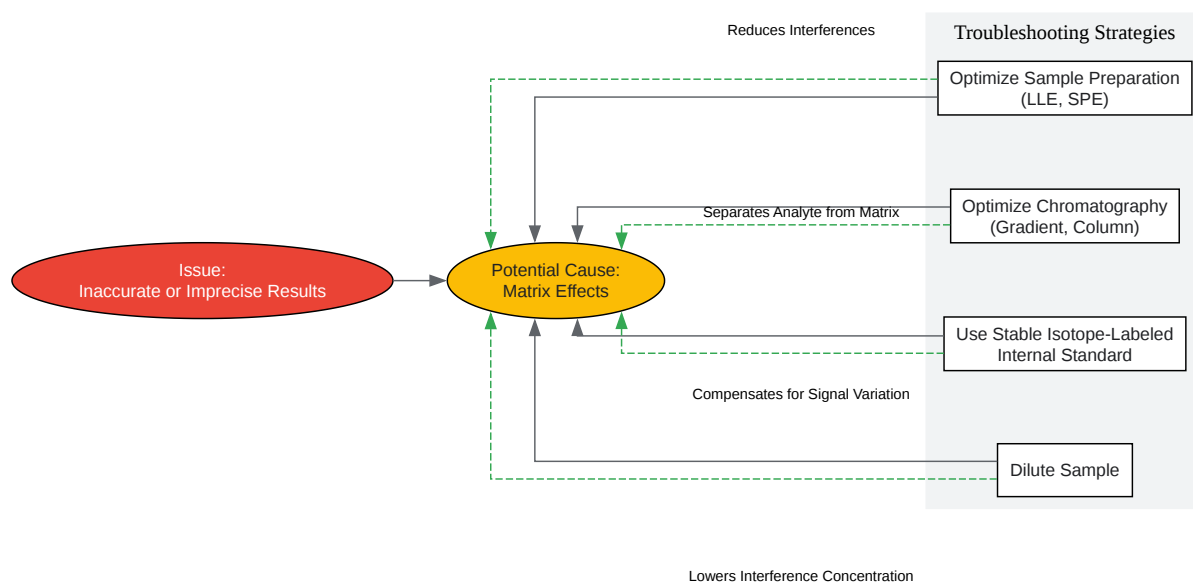 Reduces Interferences
Troubleshooting Strategies
Optimize Sample Preparation
(LLE, SPE)
Separates Analyte from Matrix
Optimize Chromatography
(Gradient, Column)
Issue:
Inaccurate or Imprecise Results
Potential Cause:
Matrix Effects
Use Stable Isotope-Labeled
Internal Standard
Compensates for Signal Variation
Dilute Sample
Lowers Interference Concentration